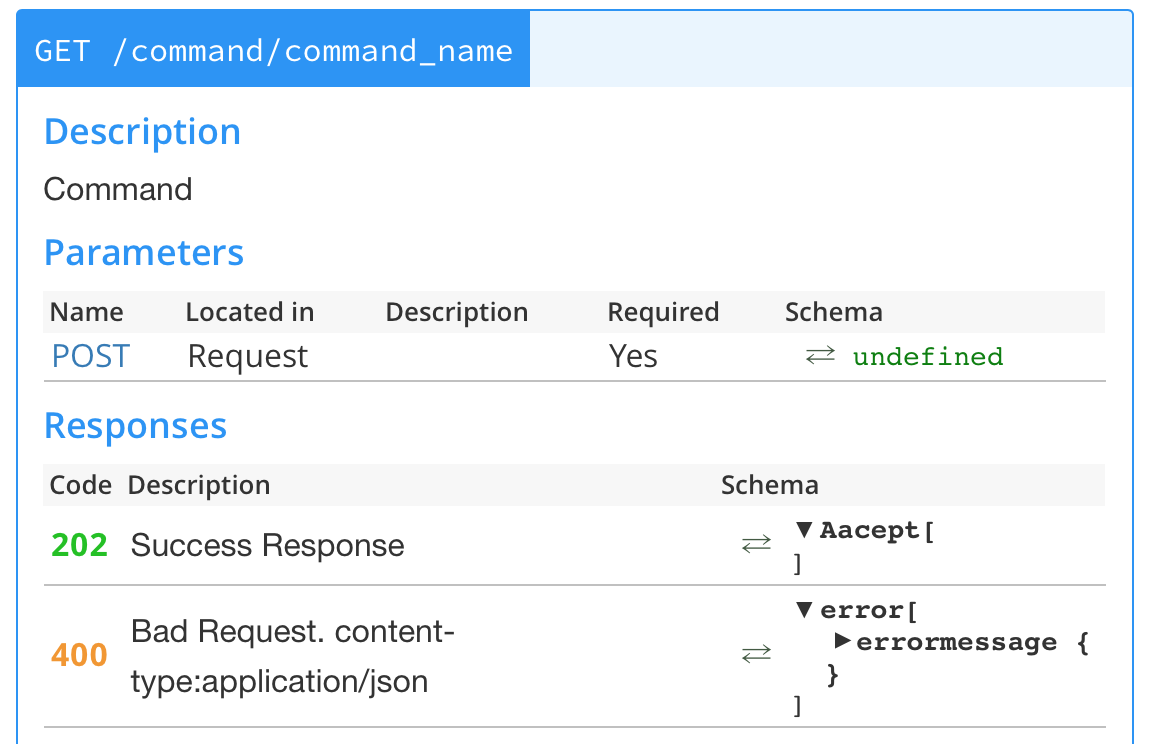 GET /command/command_name
Description
Command
Parameters
Name Located in Description Required Schema
POST Request Yes ⇄ undefined
Responses
Code Description Schema
202 Success Response ⇄ ▼Aacept[
]
400 Bad Request. content-
type:application/json ⇄ ▼error[
▶errormessage {
}
]